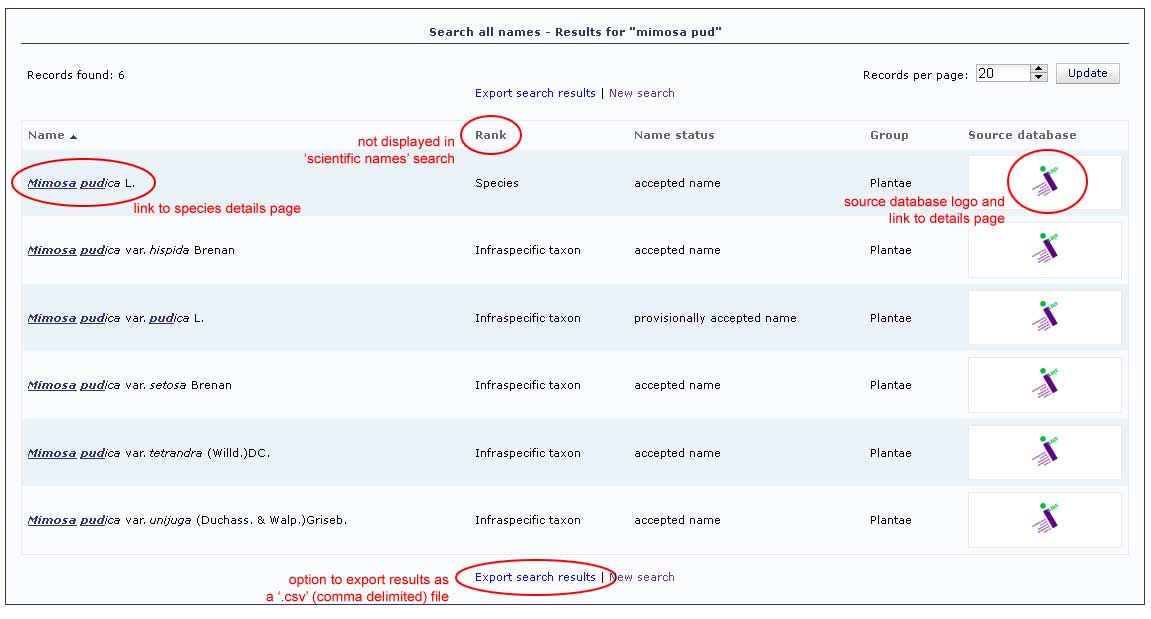 Search all names - Results for "mimosa pud"
Records found: 6
Records per page: 20 Update
Export search results | New search
Name Rank Name status Group Source database
not displayed in
‘scientific names’ search
Mimosa pudica L. Species accepted name Plantae
link to species details page
source database logo and
link to details page
Mimosa pudica var. hispida Brenan Infraspecific taxon accepted name Plantae
Mimosa pudica var. pudica L. Infraspecific taxon provisionally accepted name Plantae
Mimosa pudica var. setosa Brenan Infraspecific taxon accepted name Plantae
Mimosa pudica var. tetrandra (Willd.)DC. Infraspecific taxon accepted name Plantae
Mimosa pudica var. unijuga (Duchass. & Walp.)Griseb. Infraspecific taxon accepted name Plantae
Export search results | New search
option to export results as
a ‘.csv’ (comma delimited) file